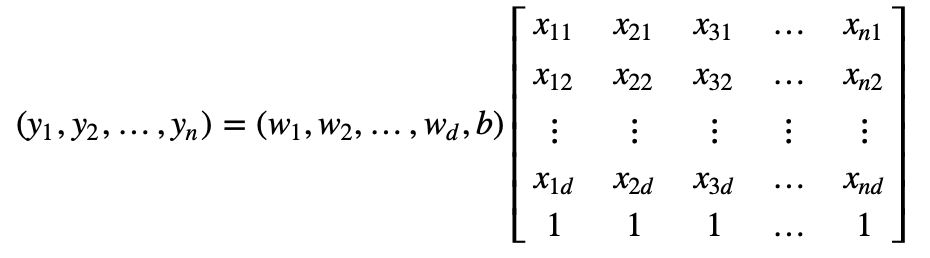 x₁₁ x₂₁ x₃₁ … xₙ₁
x₁₂ x₂₂ x₃₂ … xₙ₂
(y₁, y₂, … , yₙ) = (w₁, w₂, … , w_d, b) ⋮ ⋮ ⋮ ⋮ ⋮
x₁d x₂d x₃d … xₙd
1 1 1 … 1